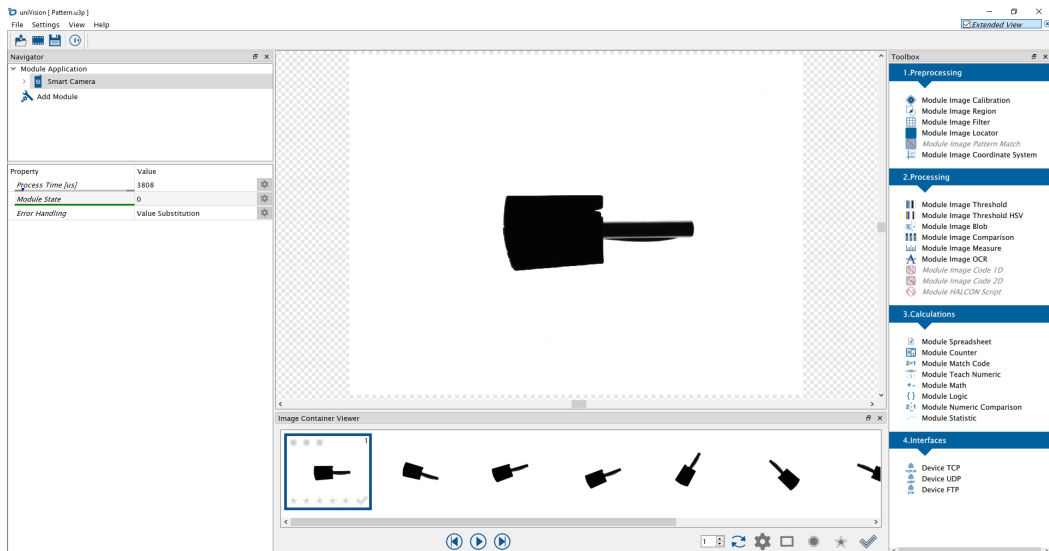 uniVision [ Pattern.u3p ]
File Settings View Help
Extended View
Navigator
Module Application
Smart Camera
Add Module
Property Value
Process Time [us] 3808
Module State 0
Error Handling Value Substitution
Image Container Viewer
1
1
Toolbox
1.Preprocessing
Module Image Calibration
Module Image Region
Module Image Filter
Module Image Locator
Module Image Pattern Match
Module Image Coordinate System
2.Processing
Module Image Threshold
Module Image Threshold HSV
Module Image Blob
Module Image Comparison
Module Image Measure
Module Image OCR
Module Image Code 1D
Module Image Code 2D
Module HALCON Script
3.Calculations
Module Spreadsheet
Module Counter
Module Match Code
Module Teach Numeric
Module Math
Module Logic
Module Numeric Comparison
Module Statistic
4.Interfaces
Device TCP
Device UDP
Device FTP